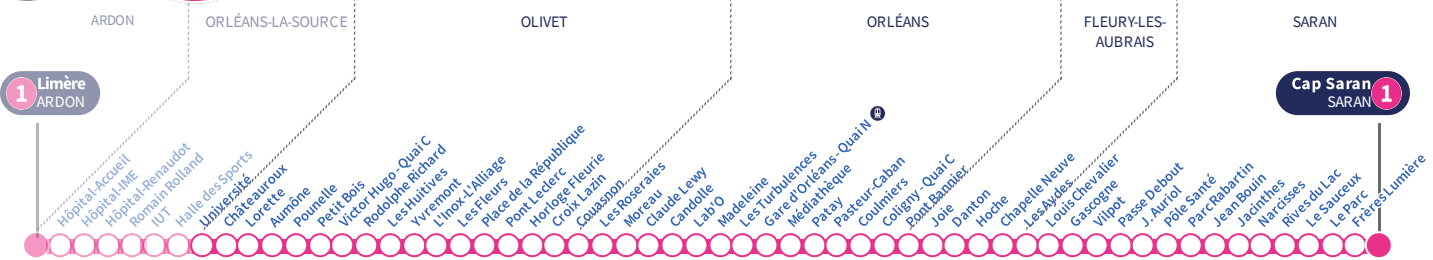 ARDON
ORLÉANS-LA-SOURCE
OLIVET
ORLÉANS
FLEURY-LES-
AUBRAIS
SARAN
1
Limère
ARDON
Cap Saran
SARAN
1
Hôpital-Accueil
Hôpital-IME
Hôpital-Renaudot
Romain Rolland
IUT
Halle des Sports
Université
Châteauroux
Lorette
Aumône
Pounelle
Petit Bois
Victor Hugo - Quai C
Rodolphe Richard
Les Hultives
Yvremont
L'Inox-L'Alliage
Les Fleurs
Place de la République
Pont Leclerc
Horloge Fleurie
Croix Lazin
Couasnon
Les Roseraies
Moreau
Claude Lewy
Candolle
Lab'O
Madeleine
Les Turbulences
Gare d'Orléans - Quai N
Médiathèque
Patay
Pasteur-Caban
Coulmiers
Coligny - Quai C
Pont Bannier
Joie
Danton
Hoche
Chapelle Neuve
Les Aydes
Louis Chevalier
Gascogne
Vilpot
Passe Debout
J. Auriol
Pôle Santé
Parc Rabartin
Jean Bouin
Jacinthes
Narcisses
Rives du Lac
Le Sauceux
Le Parc
Frères Lumière